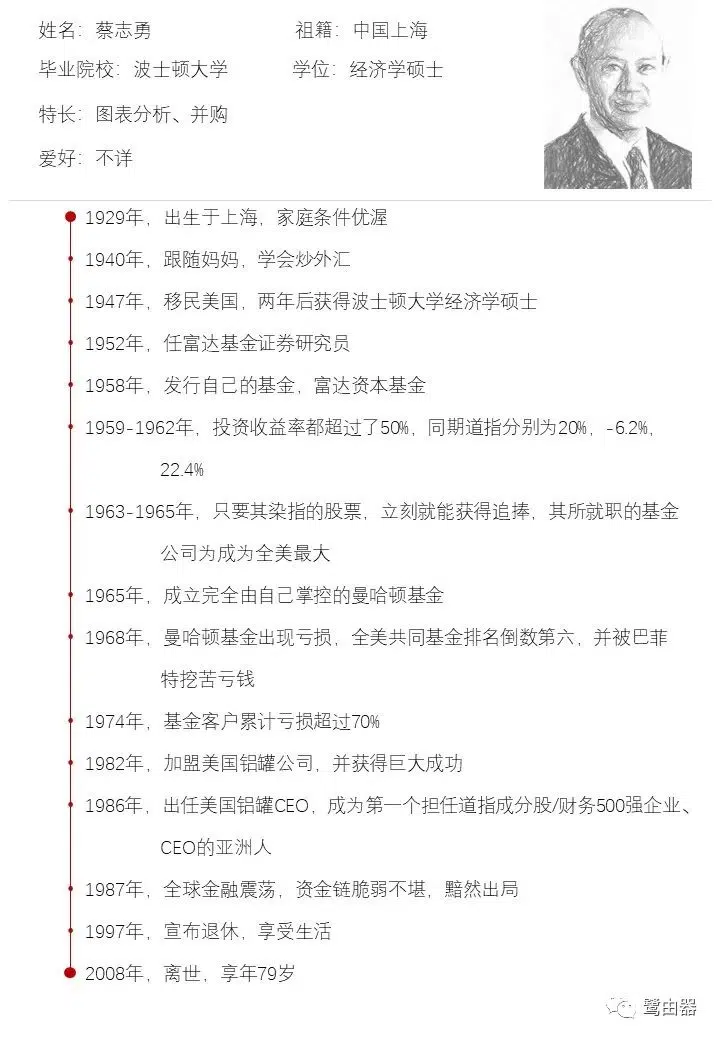 姓名：蔡志勇
祖籍：中国上海
毕业院校：波士顿大学
学位：经济学硕士
特长：图表分析、并购
爱好：不详
1929年，出生于上海，家庭条件优渥
1940年，跟随妈妈，学会炒外汇
1947年，移民美国，两年后获得波士顿大学经济学硕士
1952年，任富达基金证券研究员
1958年，发行自己的基金，富达资本基金
1959-1962年，投资收益率都超过了50%，同期道指分别为20%，-6.2%，
22.4%
1963-1965年，只要其染指的股票，立刻就能获得追捧，其所就职的基金
公司为成为全美最大
1965年，成立完全由自己掌控的曼哈顿基金
1968年，曼哈顿基金出现亏损，全美共同基金排名倒数第六，并被巴菲
特挖苦亏钱
1974年，基金客户累计亏损超过70%
1982年，加盟美国铝罐公司，并获得巨大成功
1986年，出任美国铝罐CEO，成为第一个担任道指成分股/财务500强企业、
CEO的亚洲人
1987年，全球金融震荡，资金链脆弱不堪，黯然出局
1997年，宣布退休，享受生活
2008年，离世，享年79岁
鹭由器